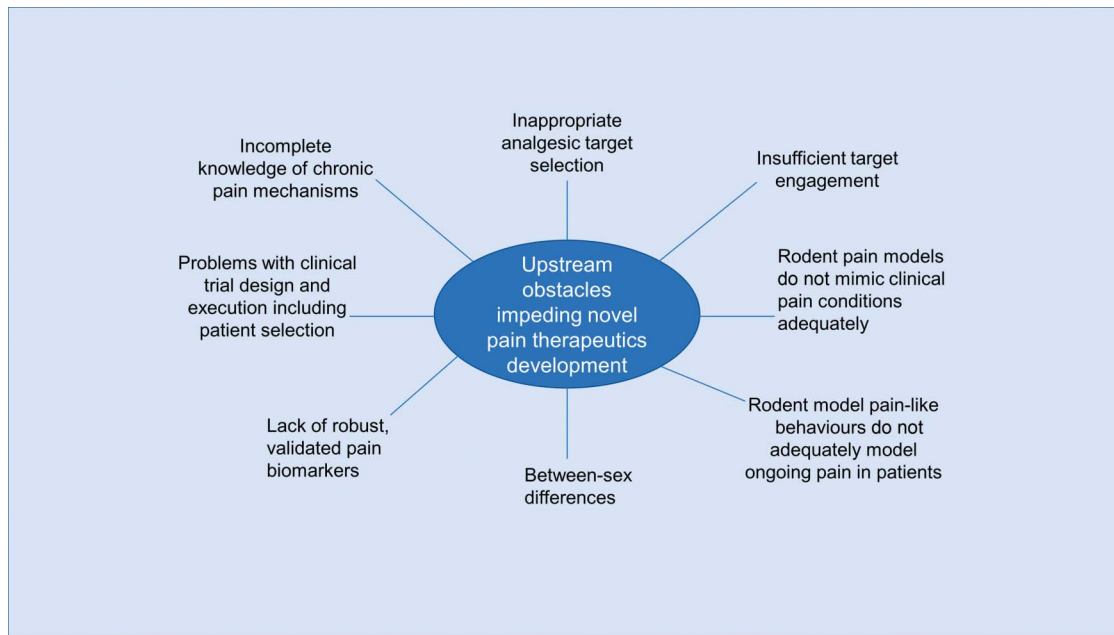 Inappropriate
analgesic target
selection
Incomplete
knowledge of chronic
pain mechanisms
Insufficient target
engagement
Problems with clinical
trial design and
execution including
patient selection
Upstream
obstacles
impeding novel
pain therapeutics
development
Rodent pain models
do not mimic clinical
pain conditions
adequately
Lack of robust,
validated pain
biomarkers
Between-sex
differences
Rodent model pain-like
behaviours do not
adequately model
ongoing pain in patients